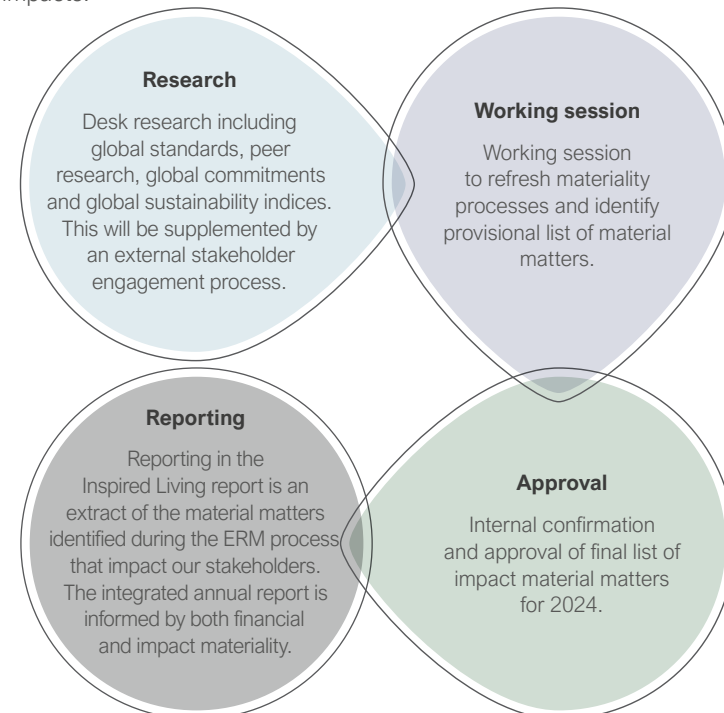 impacts.
Research
Desk research including
global standards, peer
research, global commitments
and global sustainability indices.
This will be supplemented by
an external stakeholder
engagement process.
Working session
Working session
to refresh materiality
processes and identify
provisional list of material
matters.
Reporting
Reporting in the
Inspired Living report is an
extract of the material matters
identified during the ERM process
that impact our stakeholders.
The integrated annual report is
informed by both financial
and impact materiality.
Approval
Internal confirmation
and approval of final list of
impact material matters
for 2024.